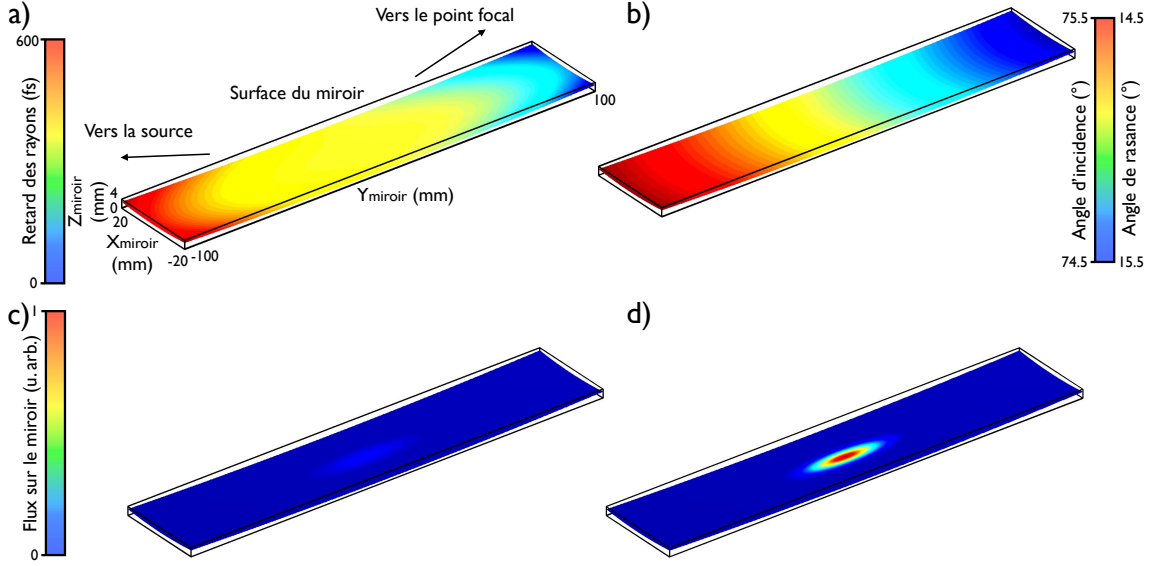 a)
Vers le point focal
b)
600
75.5
14.5
Retard des rayons (fs)
Surface du miroir
Angle d'incidence (°)
Angle de rasance (°)
Vers la source
100
Zmiroir
(mm)
4
0
Ymiroir (mm)
20
Xmiroir
(mm)
-20
-100
0
74.5
15.5
c)
d)
1
Flux sur le miroir (u. arb.)
0